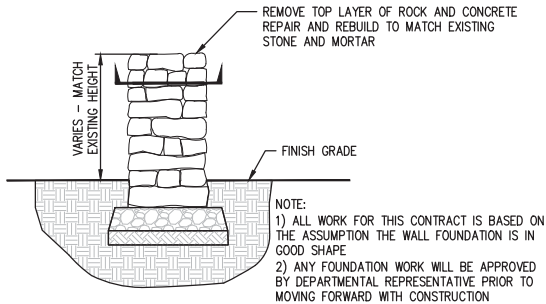 REMOVE TOP LAYER OF ROCK AND CONCRETE
REPAIR AND REBUILD TO MATCH EXISTING
STONE AND MORTAR
VARIES - MATCH
EXISTING HEIGHT
FINISH GRADE
NOTE:
1) ALL WORK FOR THIS CONTRACT IS BASED ON
THE ASSUMPTION THE WALL FOUNDATION IS IN
GOOD SHAPE
2) ANY FOUNDATION WORK WILL BE APPROVED
BY DEPARTMENTAL REPRESENTATIVE PRIOR TO
MOVING FORWARD WITH CONSTRUCTION